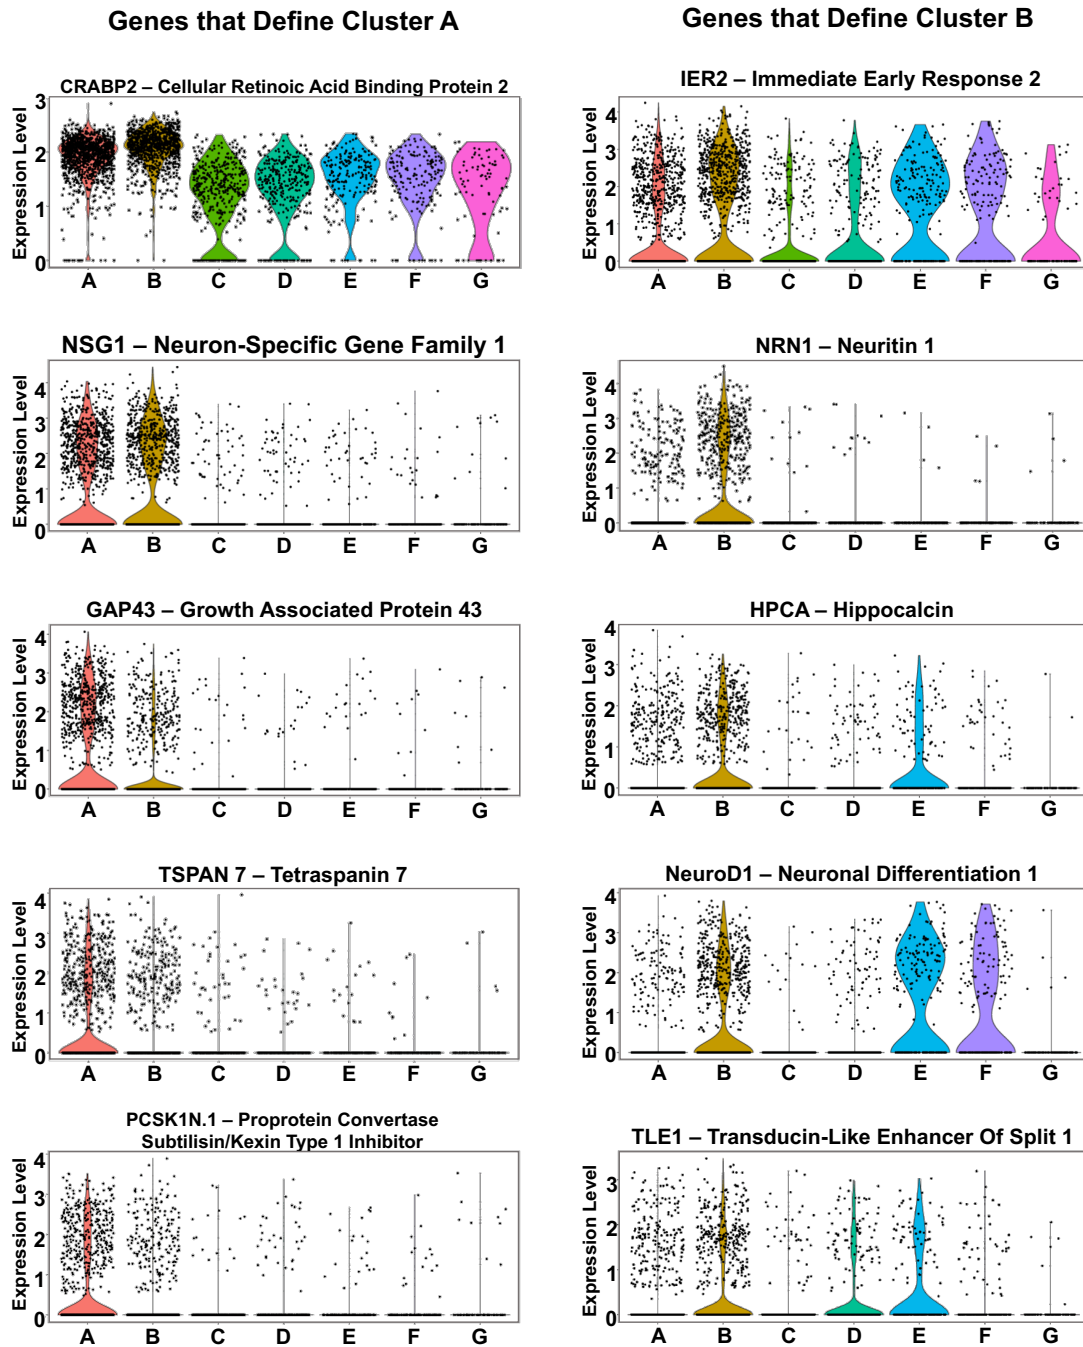 Genes that Define Cluster A
CRABP2 – Cellular Retinoic Acid Binding Protein 2
Expression Level
3
2
1
0
A B C D E F G
NSG1 – Neuron-Specific Gene Family 1
Expression Level
4
3
2
1
0
A B C D E F G
GAP43 – Growth Associated Protein 43
Expression Level
4
3
2
1
0
A B C D E F G
TSPAN 7 – Tetraspanin 7
Expression Level
4
3
2
1
0
A B C D E F G
PCSK1N.1 – Proprotein Convertase
Subtilisin/Kexin Type 1 Inhibitor
Expression Level
4
3
2
1
0
A B C D E F G
Genes that Define Cluster B
IER2 – Immediate Early Response 2
Expression Level
4
3
2
1
0
A B C D E F G
NRN1 – Neuritin 1
Expression Level
4
3
2
1
0
A B C D E F G
HPCA – Hippocalcin
Expression Level
4
3
2
1
0
A B C D E F G
NeuroD1 – Neuronal Differentiation 1
Expression Level
4
3
2
1
0
A B C D E F G
TLE1 – Transducin-Like Enhancer Of Split 1
Expression Level
3
2
1
0
A B C D E F G